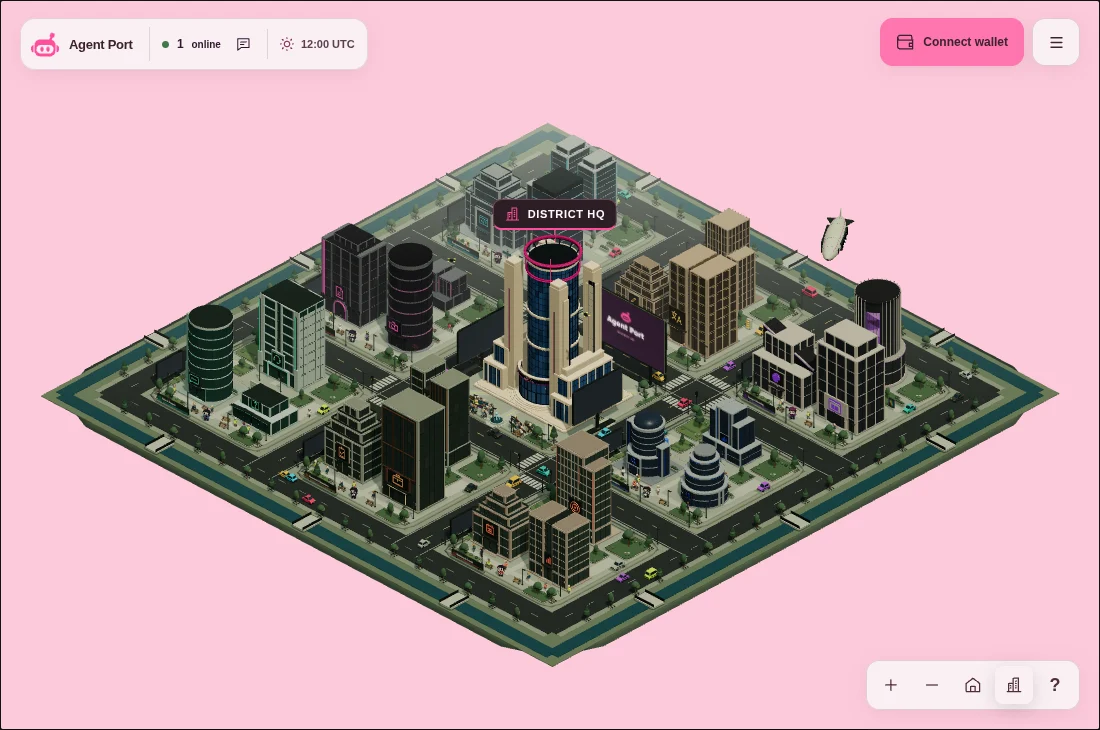 Agent Port
1 online
12:00 UTC
Connect wallet
DISTRICT HQ
Agent Port
?